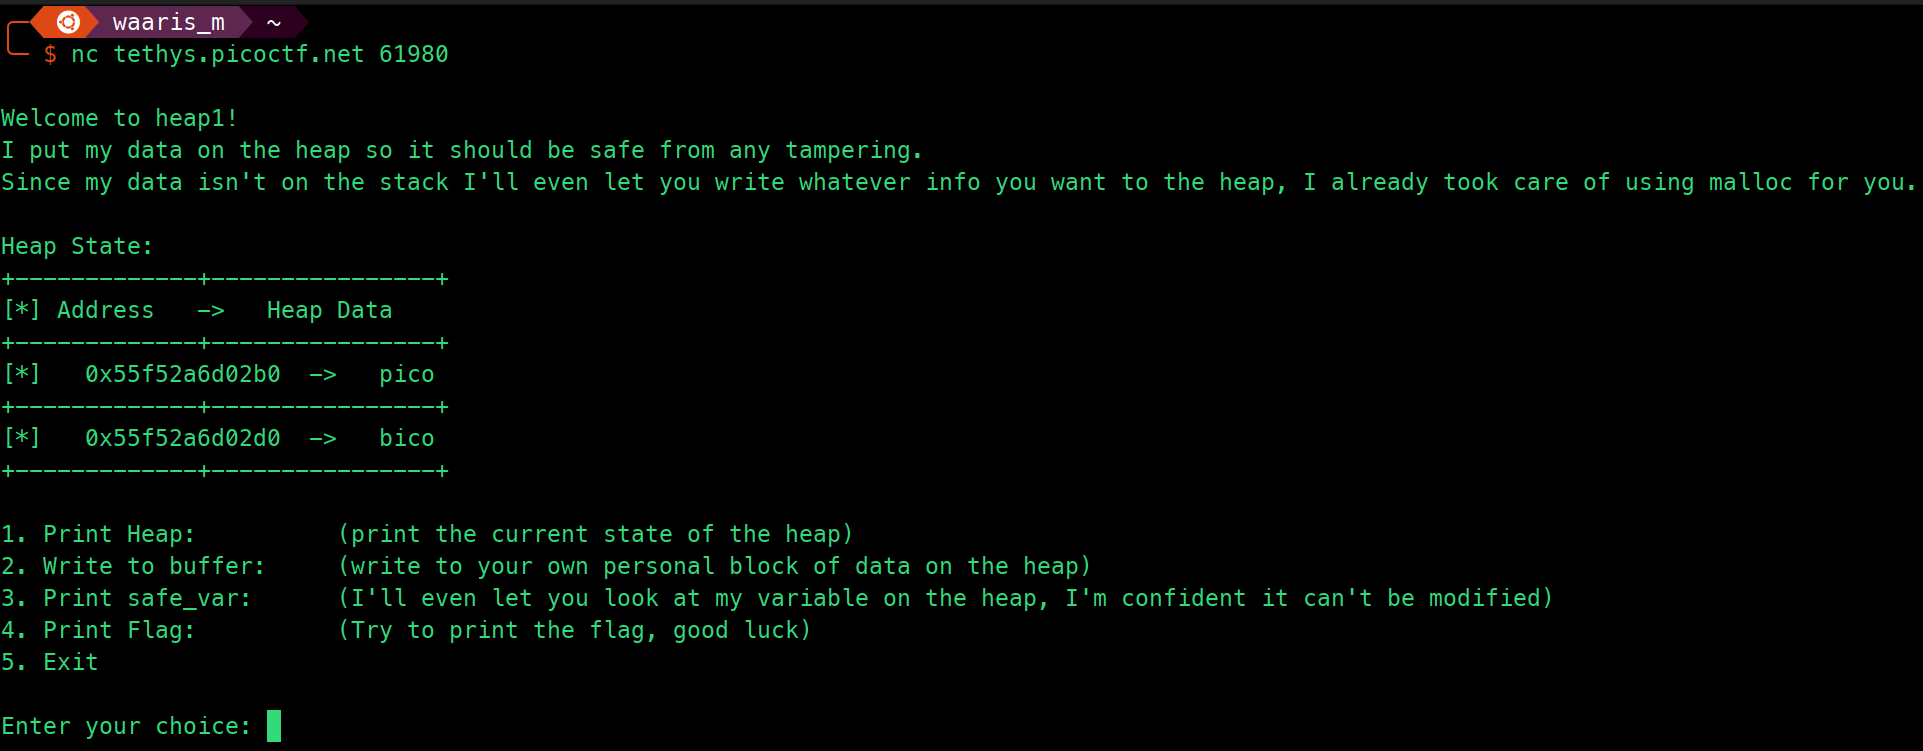 waaris_m ~
$ nc tethys.picoctf.net 61980
Welcome to heap1!
I put my data on the heap so it should be safe from any tampering.
Since my data isn't on the stack I'll even let you write whatever info you want to the heap, I already took care of using malloc for you.
Heap State:
+-------------+----------------+
[*] Address   ->   Heap Data
+-------------+----------------+
[*]   0x55f52a6d02b0  ->   pico
+-------------+----------------+
[*]   0x55f52a6d02d0  ->   bico
+-------------+----------------+
1. Print Heap:          (print the current state of the heap)
2. Write to buffer:     (write to your own personal block of data on the heap)
3. Print safe_var:      (I'll even let you look at my variable on the heap, I'm confident it can't be modified)
4. Print Flag:          (Try to print the flag, good luck)
5. Exit
Enter your choice: